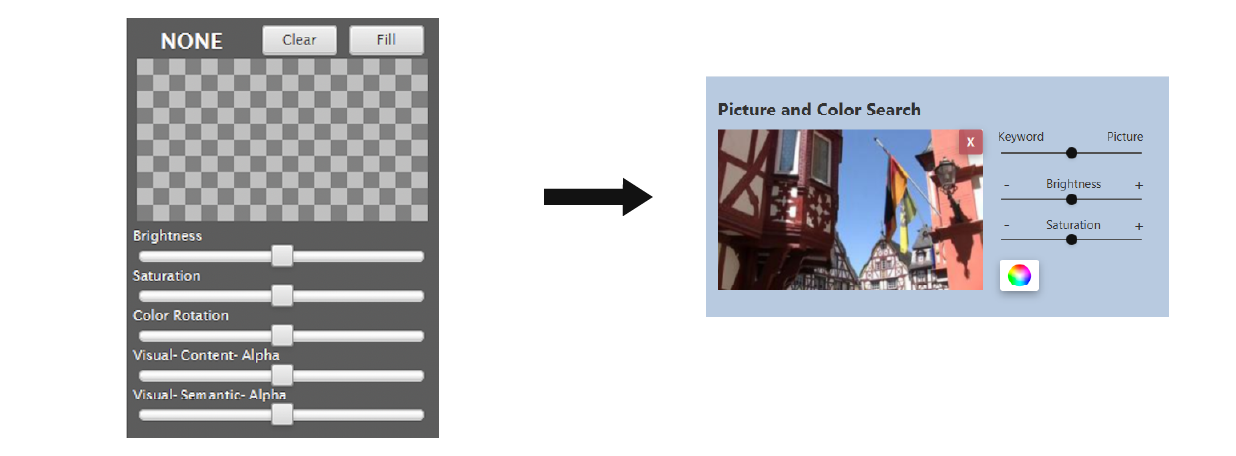 NONE Clear Fill
Brightness
Saturation
Color Rotation
Visual- Content- Alpha
Visual- Semantic- Alpha
Picture and Color Search
X
Keyword Picture
- Brightness +
- Saturation +